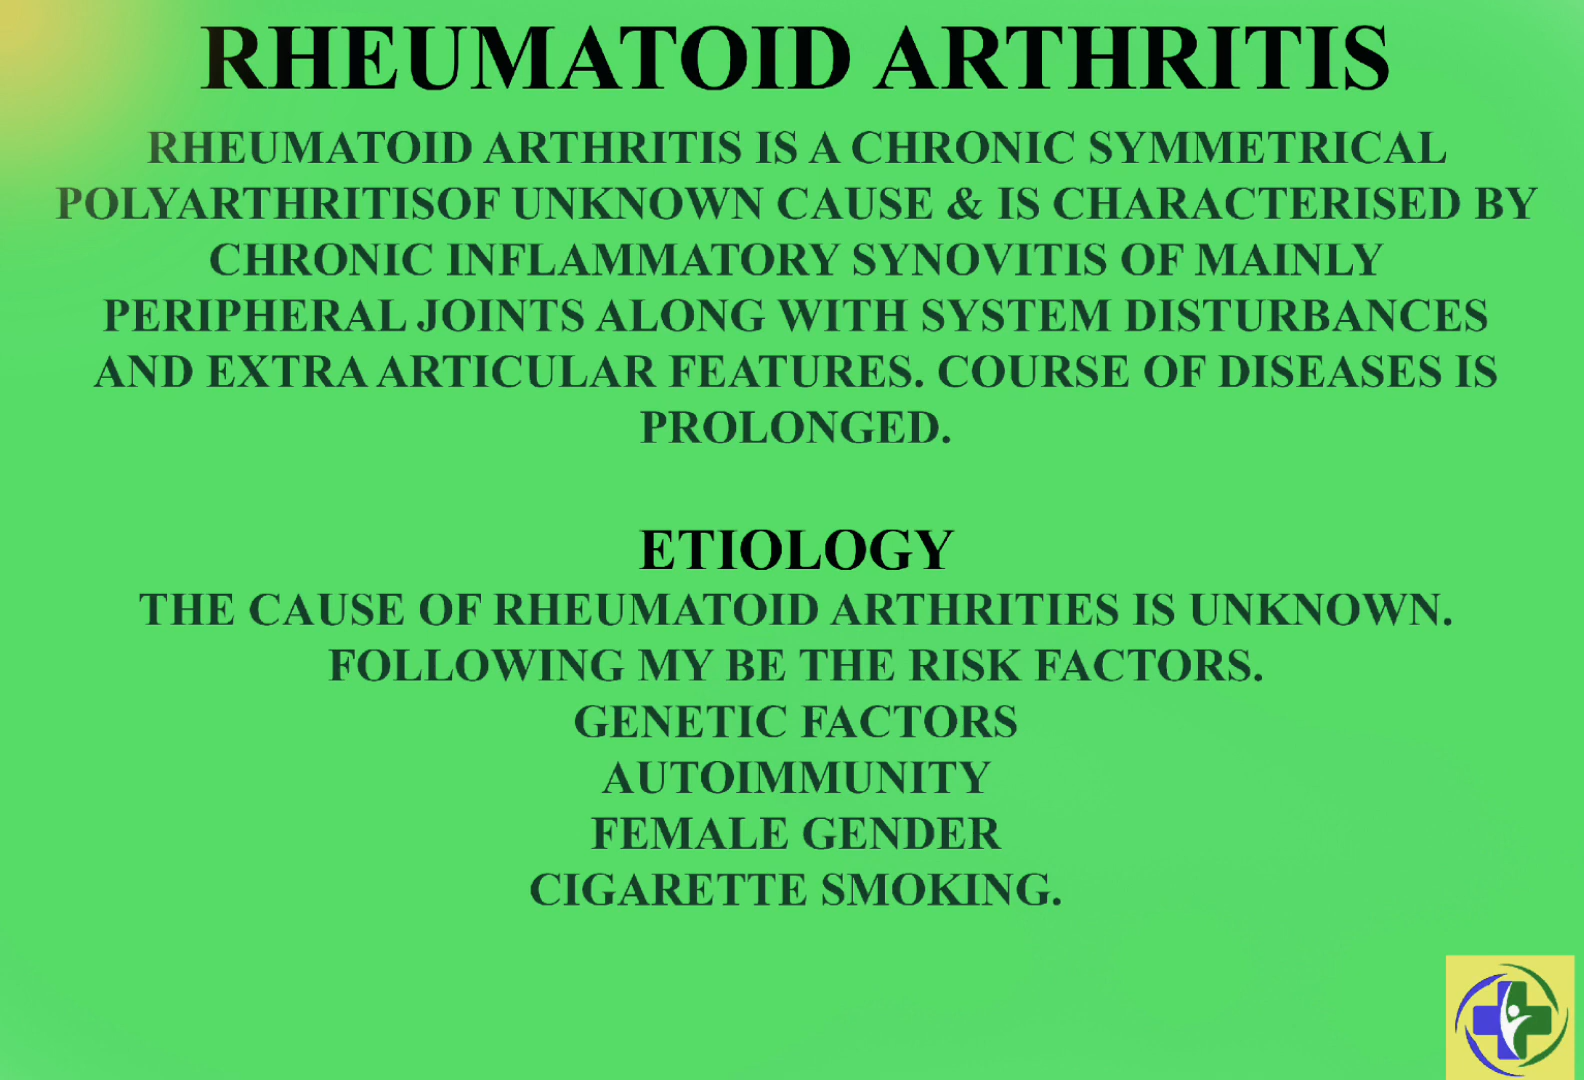 RHEUMATOID ARTHRITIS
RHEUMATOID ARTHRITIS IS A CHRONIC SYMMETRICAL
POLYARTHRITISOF UNKNOWN CAUSE & IS CHARACTERISED BY
CHRONIC INFLAMMATORY SYNOVITIS OF MAINLY
PERIPHERAL JOINTS ALONG WITH SYSTEM DISTURBANCES
AND EXTRA ARTICULAR FEATURES. COURSE OF DISEASES IS
PROLONGED.
ETIOLOGY
THE CAUSE OF RHEUMATOID ARTHRITIES IS UNKNOWN.
FOLLOWING MY BE THE RISK FACTORS.
GENETIC FACTORS
AUTOIMMUNITY
FEMALE GENDER
CIGARETTE SMOKING.